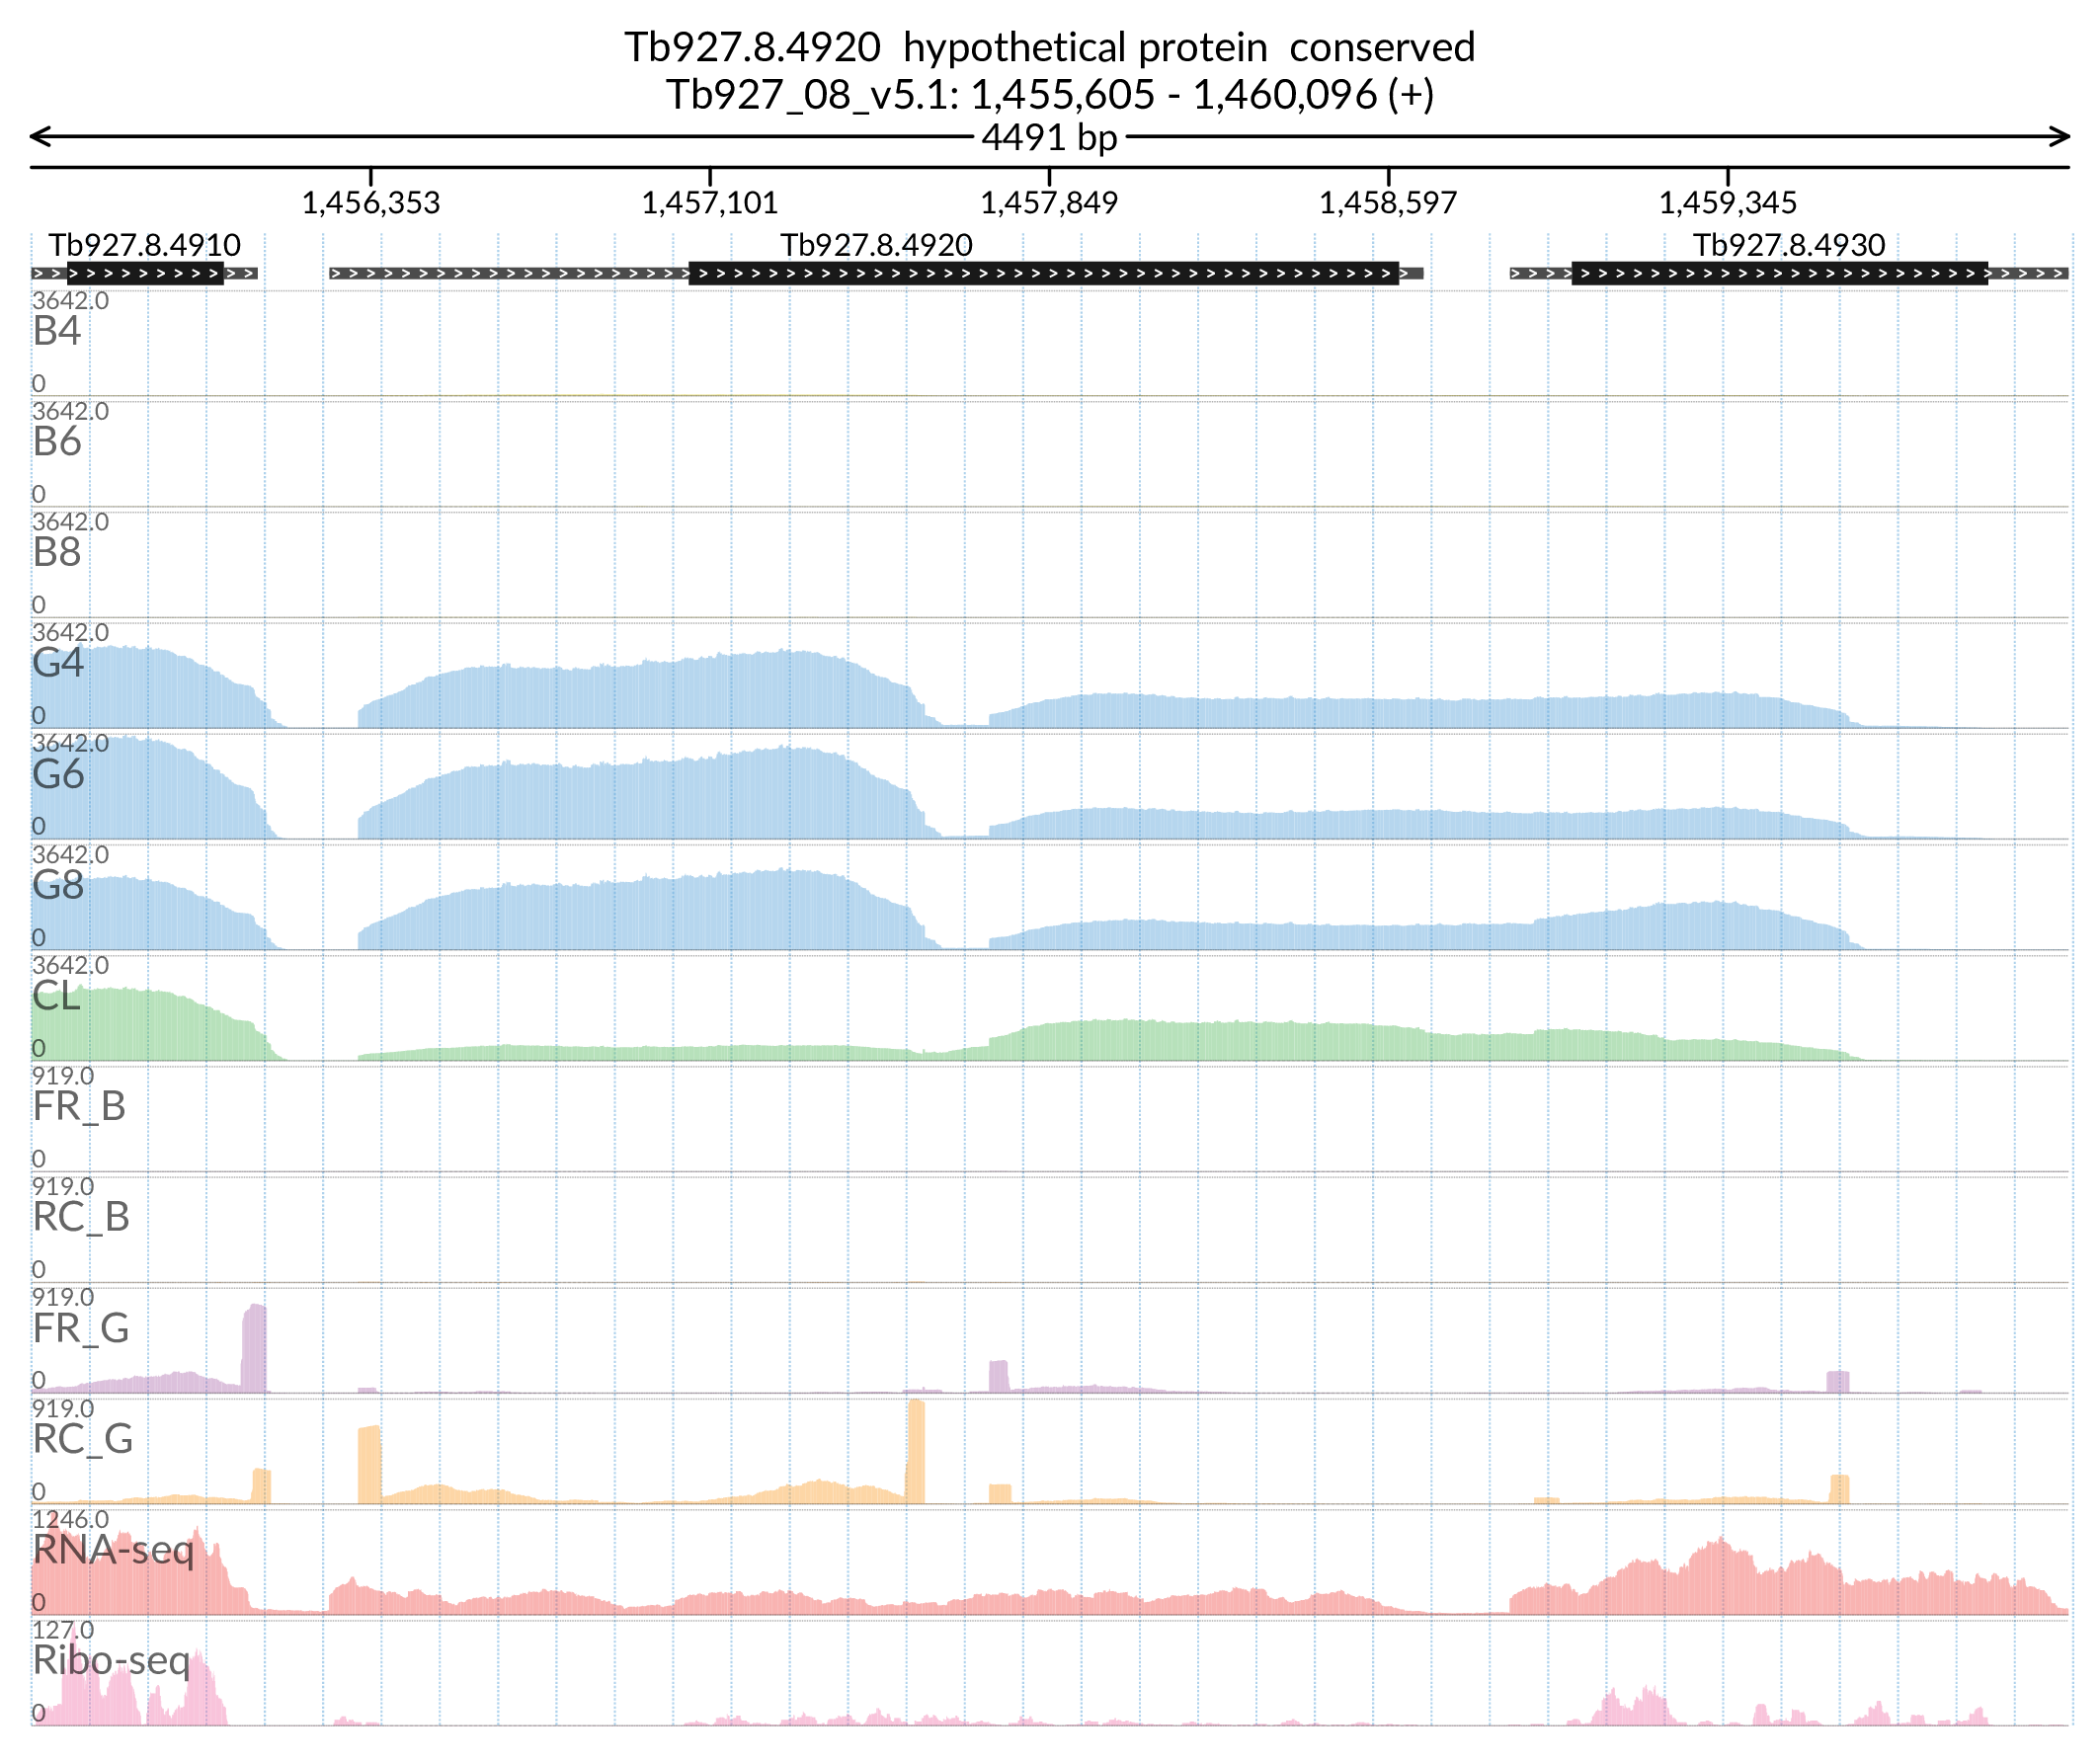 Tb927.8.4920 hypothetical protein conserved
Tb927_08_v5.1: 1,455,605 - 1,460,096 (+)
4491 bp
1,456,353 1,457,101 1,457,849 1,458,597 1,459,345
Tb927.8.4910 Tb927.8.4920 Tb927.8.4930
3642.0
B4
0
3642.0
B6
0
3642.0
B8
0
3642.0
G4
0
3642.0
G6
0
3642.0
G8
0
3642.0
CL
0
919.0
FR_B
0
919.0
RC_B
0
919.0
FR_G
0
919.0
RC_G
0
1246.0
RNA-seq
0
127.0
Ribo-seq
0